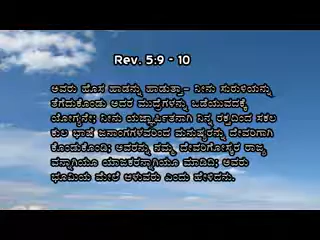 Rev. 5:9 - 10
ಅವರು ಹೊಸ ಹಾಡನ್ನು ಹಾಡುತ್ತಾ- ನೀನು ಸುರುಳಿಯನ್ನು
ತೆಗೆದುಕೊಂಡು ಅದರ ಮುದ್ರೆಗಳನ್ನು ಒಡೆಯುವದಕ್ಕೆ
ಯೋಗ್ಯನೇ; ನೀನು ಯಜ್ಞಾರ್ಪಿತನಾಗಿ ನಿನ್ನ ರಕ್ತದಿಂದ ಸಕಲ
ಕುಲ ಭಾಷೆ ಜನಾಂಗಗಳವರಿಂದ ಮನುಷ್ಯರನ್ನು ದೇವರಿಗಾಗಿ
ಕೊಂಡುಕೊಂಡಿ; ಅವರನ್ನು ನಮ್ಮ ದೇವರಿಗೋಸ್ಕರ ರಾಜ್ಯ
ವನ್ನಾಗಿಯೂ ಯಾಜಕರನ್ನಾಗಿಯೂ ಮಾಡಿದಿ; ಅವರು
ಭೂಮಿಯ ಮೇಲೆ ಆಳುವರು ಎಂದು ಹೇಳಿದನು.